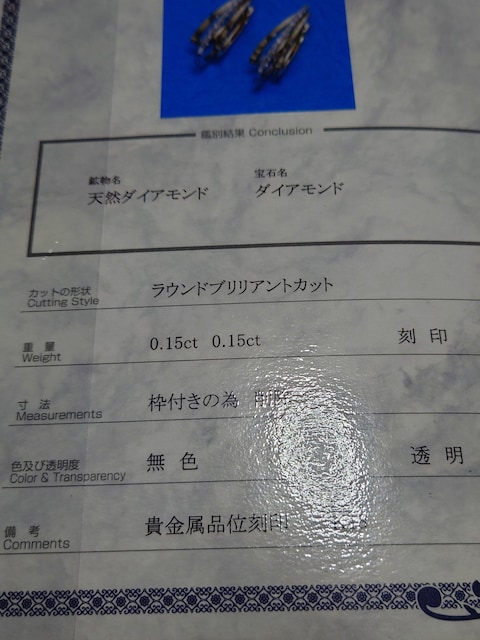 鑑別結果 Conclusion
鉱物名 宝石名
天然ダイアモンド ダイアモンド
カットの形状 ラウンドブリリアントカット
Cutting Style
重量 0.15ct 0.15ct 刻印
Weight
寸法 枠付きの為 削除
Measurements
色及び透明度 無色 透明
Color & Transparency
備考 貴金属品位刻印 K18
Comments